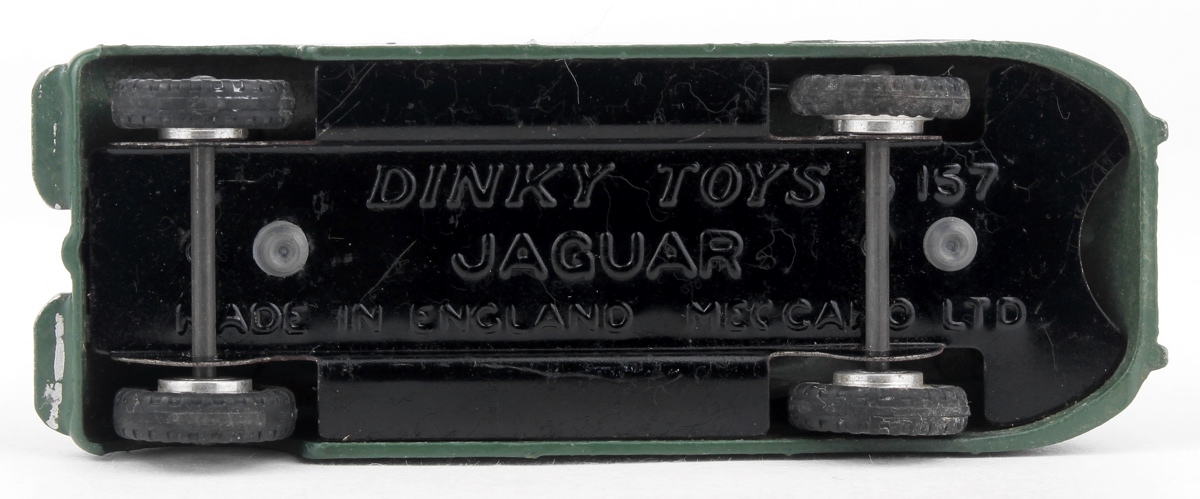 DINKY TOYS 157
JAGUAR
MADE IN ENGLAND MECCANO LTD